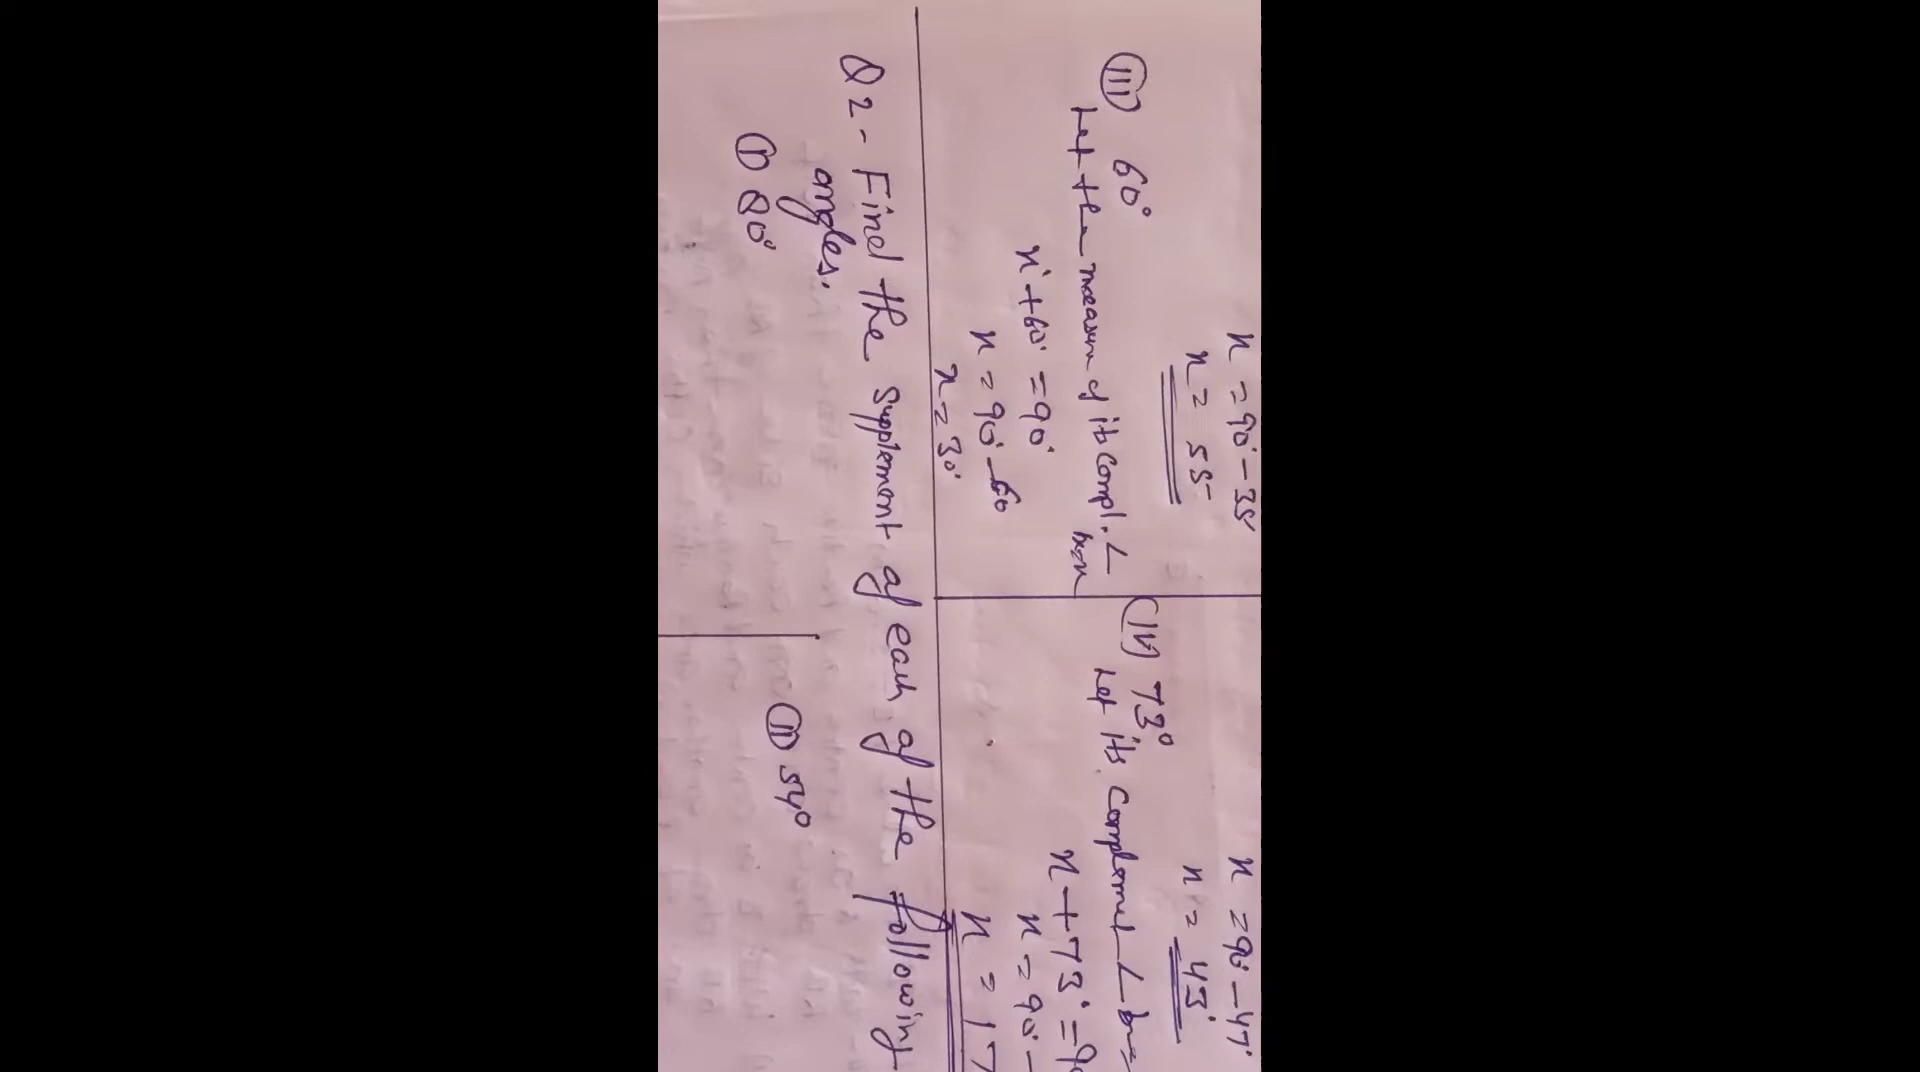 x = 90° - 35
x = 55
(III) 60°
Let the measure of its compl. ∠
be x
x + 60° = 90°
x = 90° - 60
x = 30°
x = 90° - 47°
x = 43°
(IV) 73°
Let its complemet ∠ be
x + 73° = 9
x = 90° -
x = 17
Q2 - Find the supplement of each of the following
angles.
(I) 80°
(II) 54°